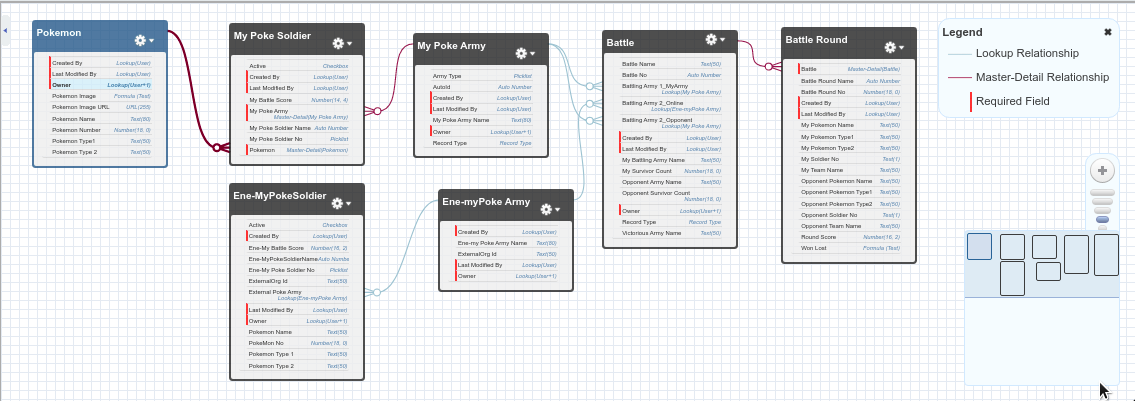 Pokemon
Created By Lookup(User)
Last Modified By Lookup(User)
Owner Lookup(User+1)
Pokemon Image Formula (Text)
Pokemon Image URL URL(255)
Pokemon Name Text(80)
Pokemon Number Number(18, 0)
Pokemon Type1 Text(50)
Pokemon Type 2 Text(50)
My Poke Soldier
Active Checkbox
Created By Lookup(User)
Last Modified By Lookup(User)
My Battle Score Number(14, 4)
My Poke Army
Master-Detail(My Poke Army)
My Poke Soldier Name Auto Number
My Poke Soldier No Picklist
Pokemon Master-Detail(Pokemon)
Ene-MyPokeSoldier
Active Checkbox
Created By Lookup(User)
Ene-My Battle Score Number(16, 2)
Ene-MyPokeSoldierName Auto Numbe
Ene-My Poke Soldier No Picklist
ExternalOrg Id Text(50)
External Poke Army
Lookup(Ene-myPoke Army)
Last Modified By Lookup(User)
Owner Lookup(User+1)
Pokemon Name Text(50)
PokeMon No Number(18, 0)
Pokemon Type 1 Text(50)
Pokemon Type 2 Text(50)
My Poke Army
Army Type Picklist
AutoId Auto Number
Created By Lookup(User)
Last Modified By Lookup(User)
My Poke Army Name Text(80)
Owner Lookup(User+1)
Record Type Record Type
Ene-myPoke Army
Created By Lookup(User)
Ene-my Poke Army Name Text(80)
ExternalOrg Id Text(50)
Last Modified By Lookup(User)
Owner Lookup(User+1)
Battle
Battle Name Text(50)
Battle No Auto Number
Battling Army 1_MyArmy
Lookup(My Poke Army)
Battling Army 2_Online
Lookup(Ene-myPoke Army)
Battling Army 2_Opponent
Lookup(My Poke Army)
Created By Lookup(User)
Last Modified By Lookup(User)
My Battling Army Name Text(50)
My Survivor Count Number(18, 0)
Opponent Army Name Text(50)
Opponent Survivor Count
Number(18, 0)
Owner Lookup(User+1)
Record Type Record Type
Victorious Army Name Text(50)
Battle Round
Battle Master-Detail(Battle)
Battle Round Name Auto Number
Battle Round No Number(18, 0)
Created By Lookup(User)
Last Modified By Lookup(User)
My Pokemon Name Text(50)
My Pokemon Type1 Text(50)
My Pokemon Type2 Text(50)
My Soldier No Text(1)
My Team Name Text(50)
Opponent Pokemon Name Text(50)
Opponent Pokemon Type1 Text(50)
Opponent Pokemon Type2 Text(50)
Opponent Soldier No Text(1)
Opponent Team Name Text(50)
Round Score Number(16, 2)
Won Lost Formula (Text)
Legend
Lookup Relationship
Master-Detail Relationship
Required Field